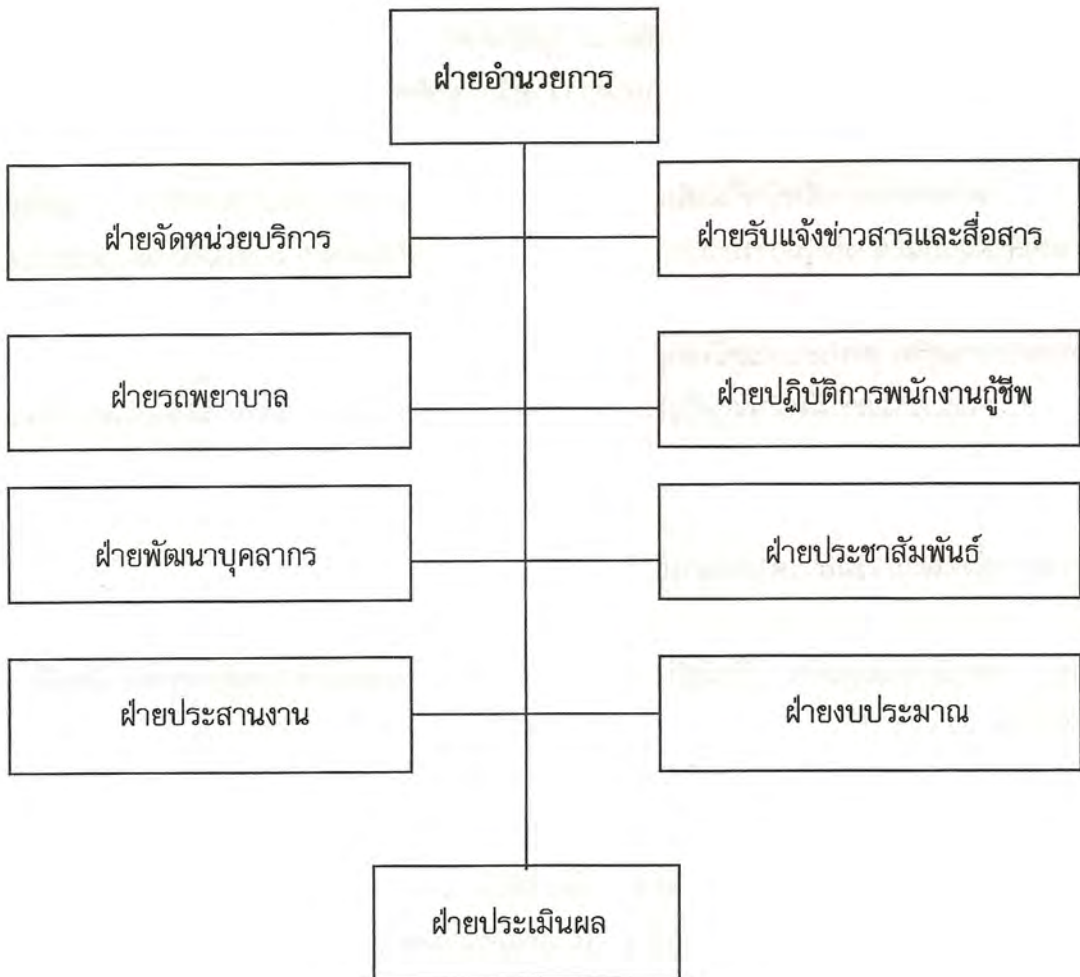 ฝ่ายอำนวยการ
ฝ่ายจัดหน่วยบริการ
ฝ่ายรับแจ้งข่าวสารและสื่อสาร
ฝ่ายรถพยาบาล
ฝ่ายปฏิบัติการพนักงานกู้ชีพ
ฝ่ายพัฒนาบุคลากร
ฝ่ายประชาสัมพันธ์
ฝ่ายประสานงาน
ฝ่ายงบประมาณ
ฝ่ายประเมินผล